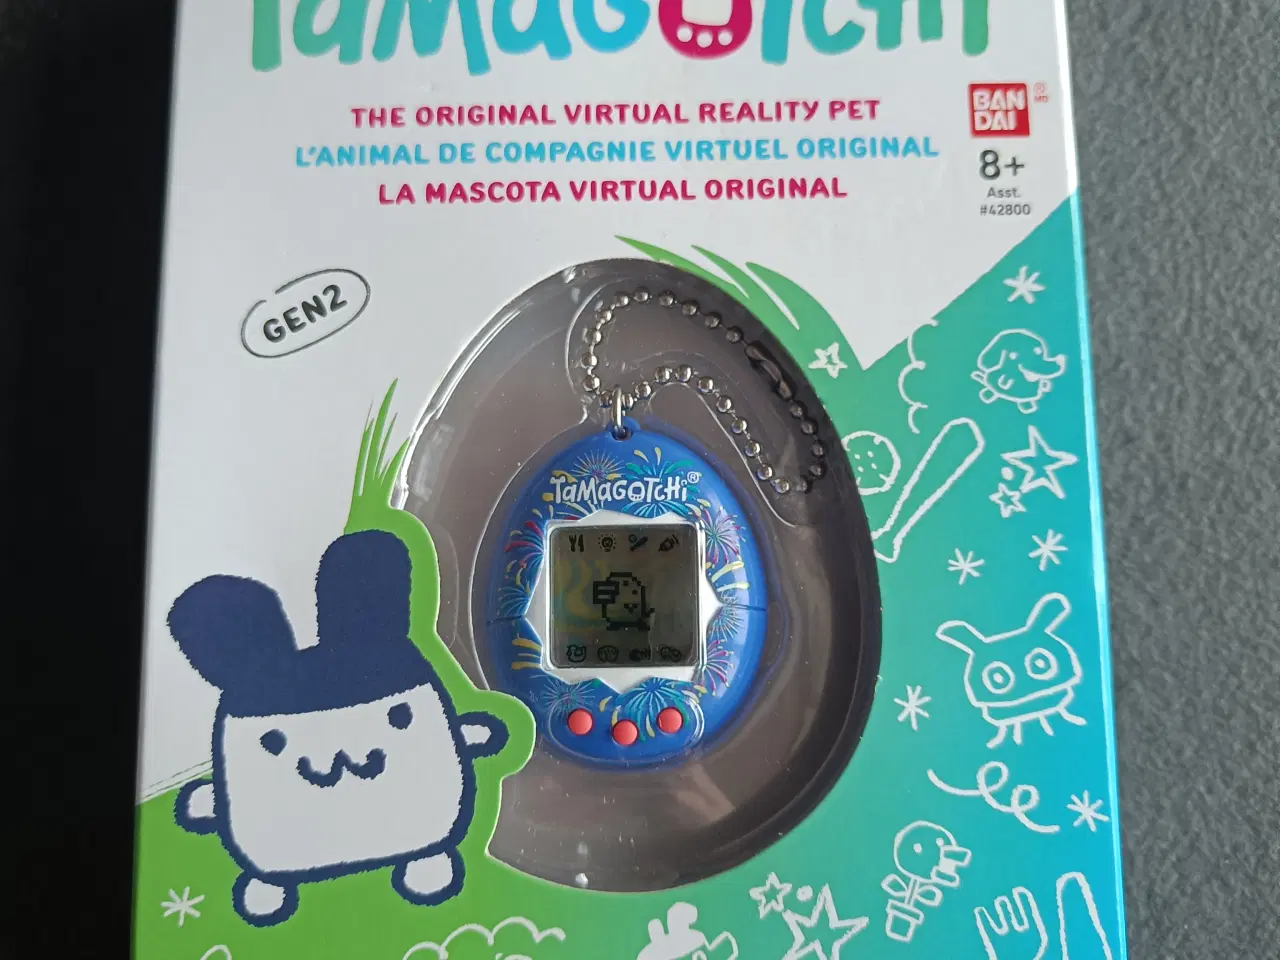 TAMAGOTCHI
THE ORIGINAL VIRTUAL REALITY PET
L'ANIMAL DE COMPAGNIE VIRTUEL ORIGINAL
LA MASCOTA VIRTUAL ORIGINAL
BAN
DAI
® MD
8+
Asst.
#42800
GEN2
TAMAGOTCHI®